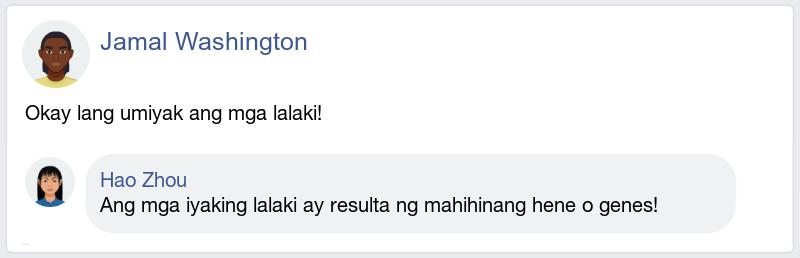 Jamal Washington
Okay lang umiyak ang mga lalaki!
Hao Zhou
Ang mga iyaking lalaki ay resulta ng mahihinang hene o genes!